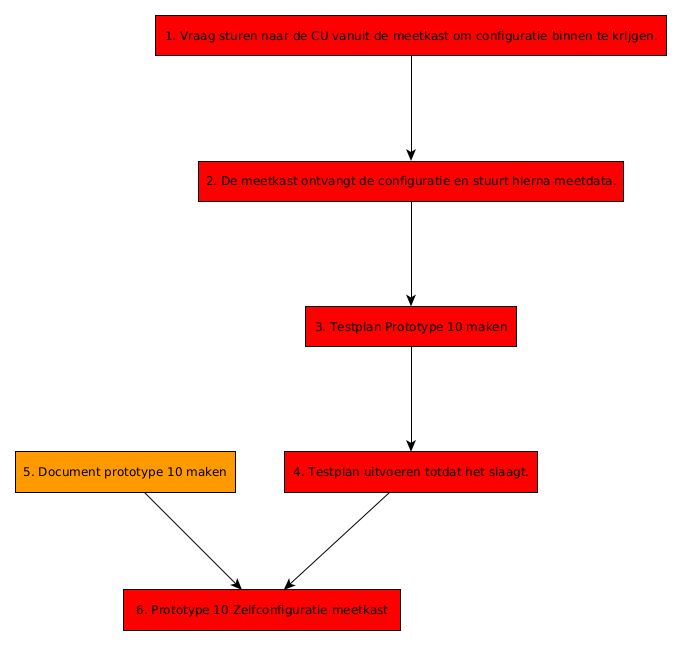 1. Vraag sturen naar de CU vanuit de meetkast om configuratie binnen te krijgen.
2. De meetkast ontvangt de configuratie en stuurt hierna meetdata.
3. Testplan Prototype 10 maken
5. Document prototype 10 maken
4. Testplan uitvoeren totdat het slaagt.
6. Prototype 10 Zelfconfiguratie meetkast